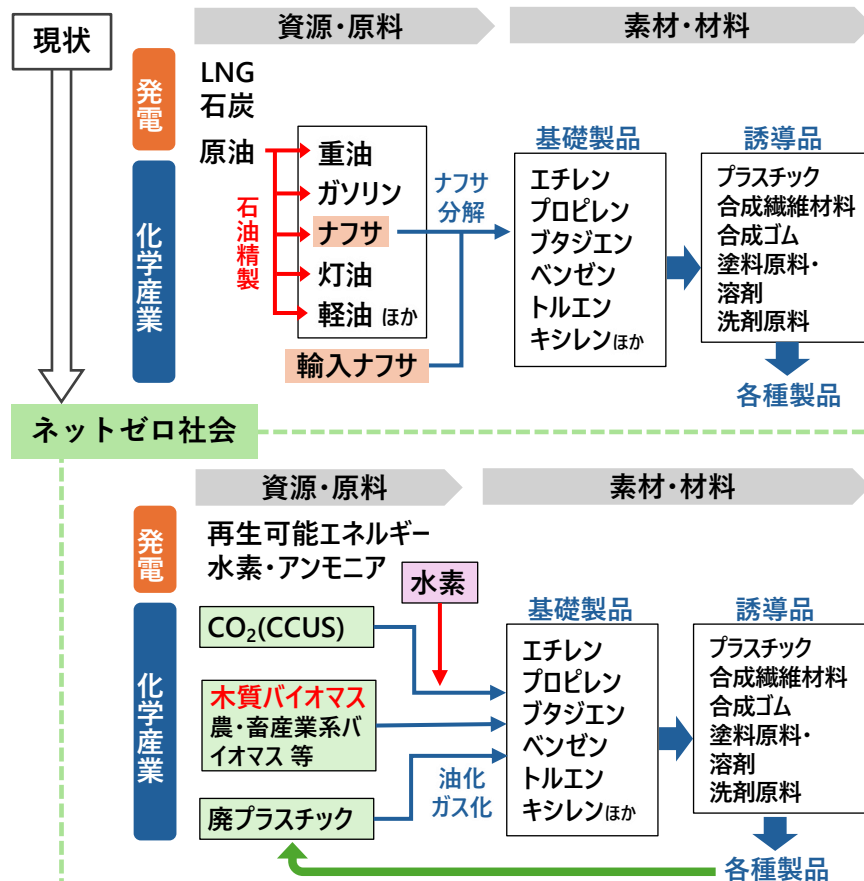 現状
資源・原料
素材・材料
発電
LNG
石炭
化学産業
原油
石油精製
重油
ガソリン
ナフサ
灯油
軽油 ほか
輸入ナフサ
ナフサ
分解
基礎製品
エチレン
プロピレン
ブタジエン
ベンゼン
トルエン
キシレンほか
誘導品
プラスチック
合成繊維材料
合成ゴム
塗料原料・
溶剤
洗剤原料
各種製品
ネットゼロ社会
資源・原料
素材・材料
発電
再生可能エネルギー
水素・アンモニア
水素
化学産業
CO₂(CCUS)
木質バイオマス
農・畜産業系バ
イオマス 等
廃プラスチック
油化
ガス化
基礎製品
エチレン
プロピレン
ブタジエン
ベンゼン
トルエン
キシレンほか
誘導品
プラスチック
合成繊維材料
合成ゴム
塗料原料・
溶剤
洗剤原料
各種製品